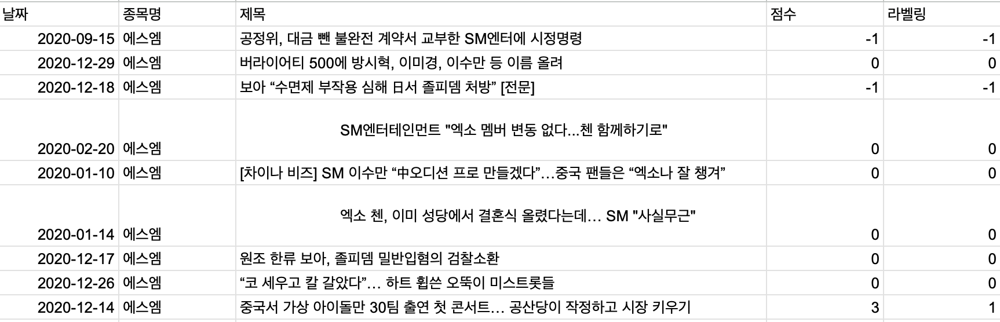 날짜 종목명 제목 점수 라벨링
2020-09-15 에스엠 공정위, 대금 뺀 불완전 계약서 교부한 SM엔터에 시정명령 -1 -1
2020-12-29 에스엠 버라이어티 500에 방시혁, 이미경, 이수만 등 이름 올려 0 0
2020-12-18 에스엠 보아 “수면제 부작용 심해 日서 졸피뎀 처방” [전문] -1 -1
2020-02-20 에스엠 SM엔터테인먼트 "엑소 멤버 변동 없다...첸 함께하기로" 0 0
2020-01-10 에스엠 [차이나 비즈] SM 이수만 “中오디션 프로 만들겠다”…중국 팬들은 “엑소나 잘 챙겨” 0 0
2020-01-14 에스엠 엑소 첸, 이미 성당에서 결혼식 올렸다는데… SM "사실무근" 0 0
2020-12-17 에스엠 원조 한류 보아, 졸피뎀 밀반입혐의 검찰소환 0 0
2020-12-26 에스엠 “코 세우고 칼 갈았다”… 하트 휩쓴 오뚝이 미스트롯들 0 0
2020-12-14 에스엠 중국서 가상 아이돌만 30팀 출연 첫 콘서트… 공산당이 작정하고 시장 키우기 3 1